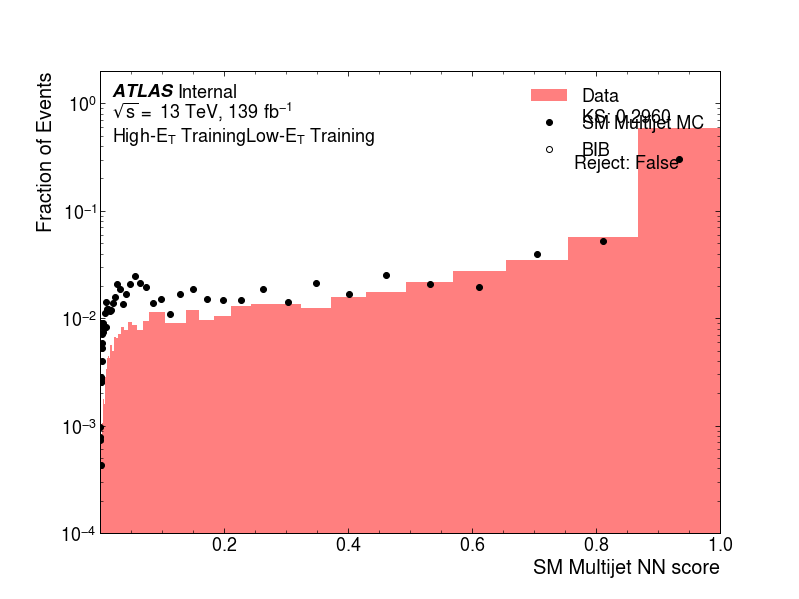 ATLAS Internal
√s = 13 TeV, 139 fb⁻¹
High-E_T TrainingLow-E_T Training
Data
KS: 0.2960
SM Multijet MC
BIB
Reject: False
Fraction of Events
10⁰
10⁻¹
10⁻²
10⁻³
10⁻⁴
0.2 0.4 0.6 0.8 1.0
SM Multijet NN score